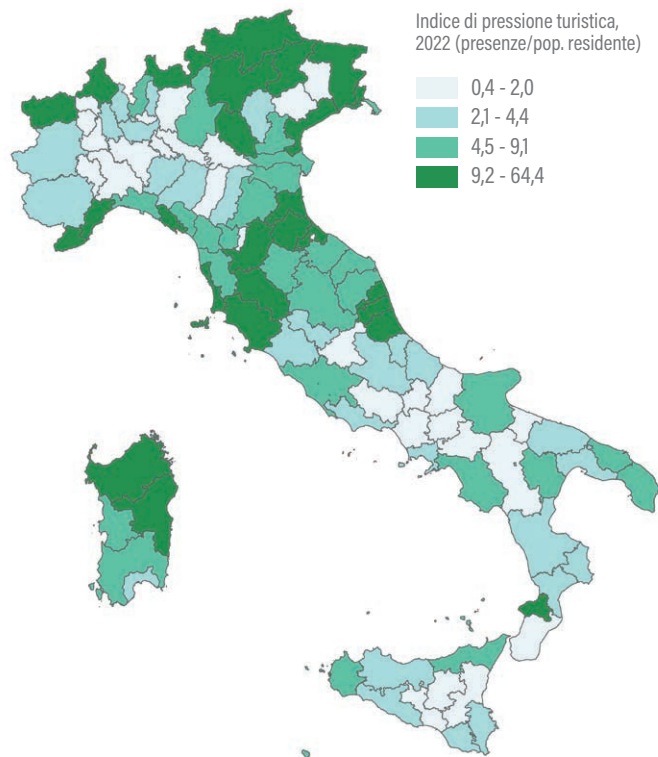 Indice di pressione turistica,
2022 (presenze/pop. residente)
0,4 - 2,0
2,1 - 4,4
4,5 - 9,1
9,2 - 64,4